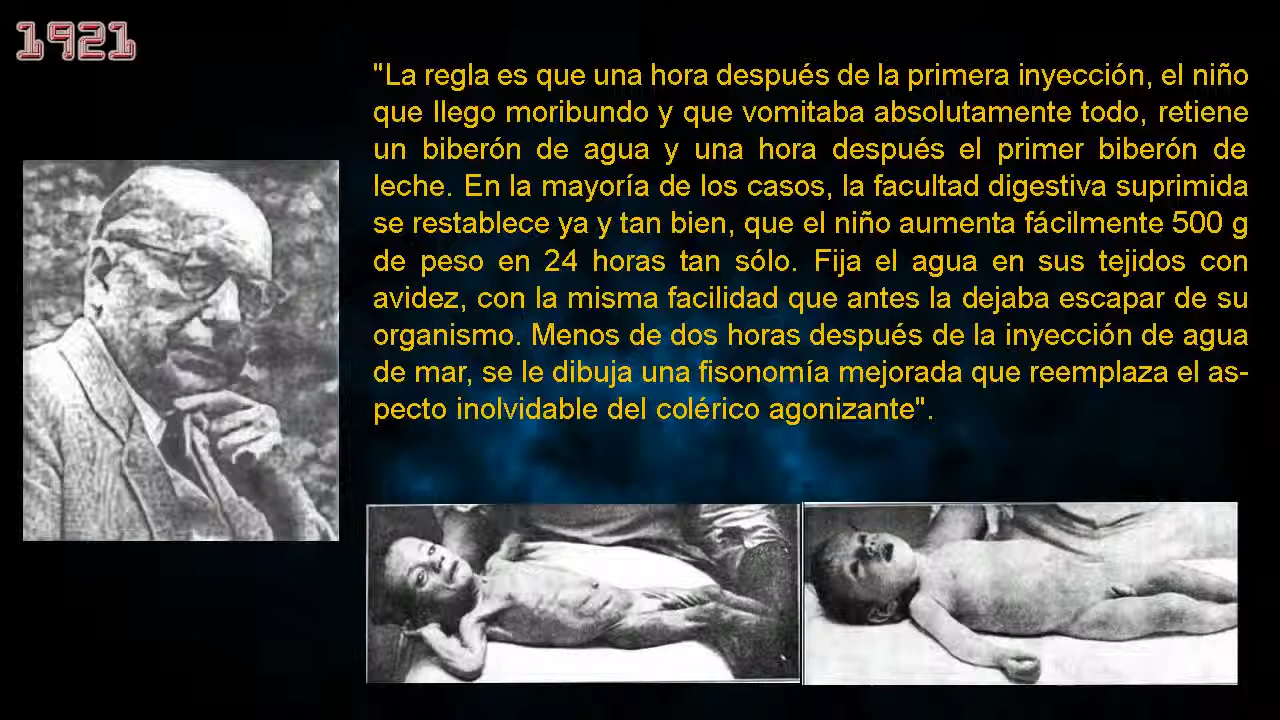 1921
"La regla es que una hora después de la primera inyección, el niño
que llego moribundo y que vomitaba absolutamente todo, retiene
un biberón de agua y una hora después el primer biberón de
leche. En la mayoría de los casos, la facultad digestiva suprimida
se restablece ya y tan bien, que el niño aumenta fácilmente 500 g
de peso en 24 horas tan sólo. Fija el agua en sus tejidos con
avidez, con la misma facilidad que antes la dejaba escapar de su
organismo. Menos de dos horas después de la inyección de agua
de mar, se le dibuja una fisonomía mejorada que reemplaza el as-
pecto inolvidable del colérico agonizante".